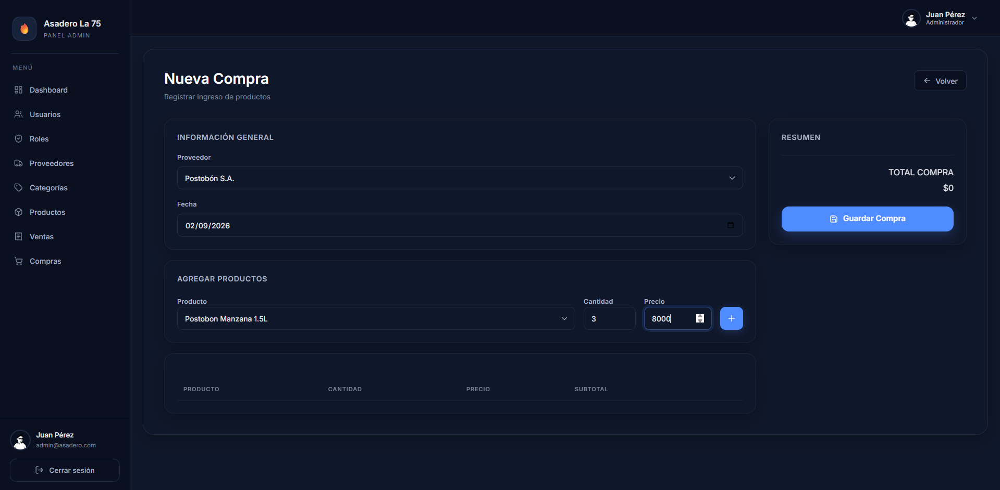 Asadero La 75
PANEL ADMIN
MENÚ
Dashboard
Usuarios
Roles
Proveedores
Categorías
Productos
Ventas
Compras
Juan Pérez
admin@asadero.com
Cerrar sesión
Juan Pérez
Administrador
Nueva Compra
Registrar ingreso de productos
Volver
INFORMACIÓN GENERAL
Proveedor
Postobón S.A.
Fecha
02/09/2026
AGREGAR PRODUCTOS
Producto Cantidad Precio
Postobon Manzana 1.5L 3 8000 +
PRODUCTO CANTIDAD PRECIO SUBTOTAL
RESUMEN
TOTAL COMPRA
$0
Guardar Compra